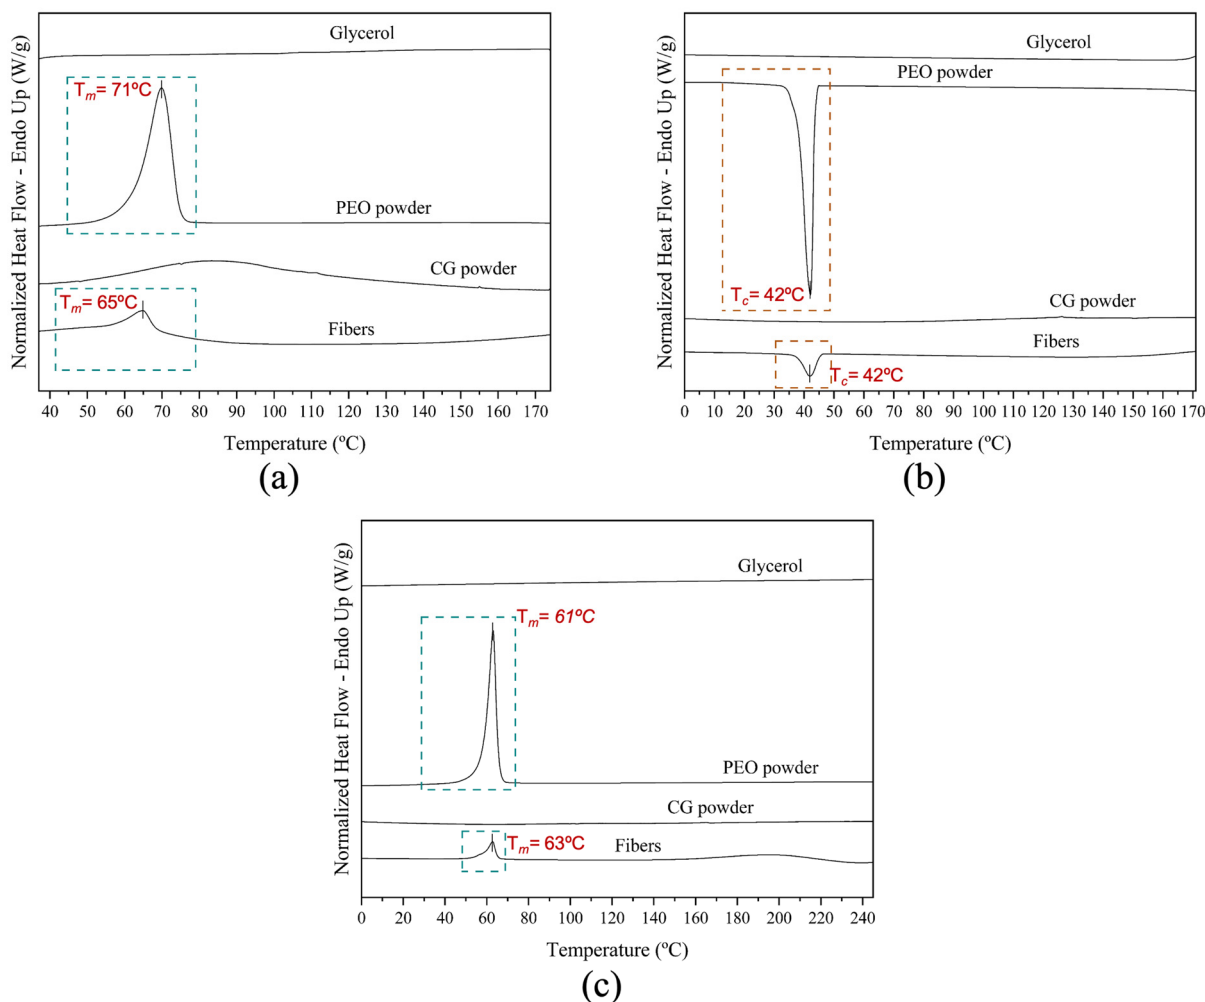 Normalized Heat Flow - Endo Up (W/g)
Glycerol
Tm= 71ºC
PEO powder
CG powder
Tm= 65ºC
Fibers
40 50 60 70 80 90 100 110 120 130 140 150 160 170
Temperature (ºC)
(a)
Normalized Heat Flow - Endo Up (W/g)
Glycerol
PEO powder
Tc= 42ºC
CG powder
Fibers
Tc= 42ºC
0 10 20 30 40 50 60 70 80 90 100 110 120 130 140 150 160 170
Temperature (ºC)
(b)
Normalized Heat Flow - Endo Up (W/g)
Glycerol
Tm= 61ºC
PEO powder
CG powder
Tm= 63ºC
Fibers
0 20 40 60 80 100 120 140 160 180 200 220 240
Temperature (ºC)
(c)